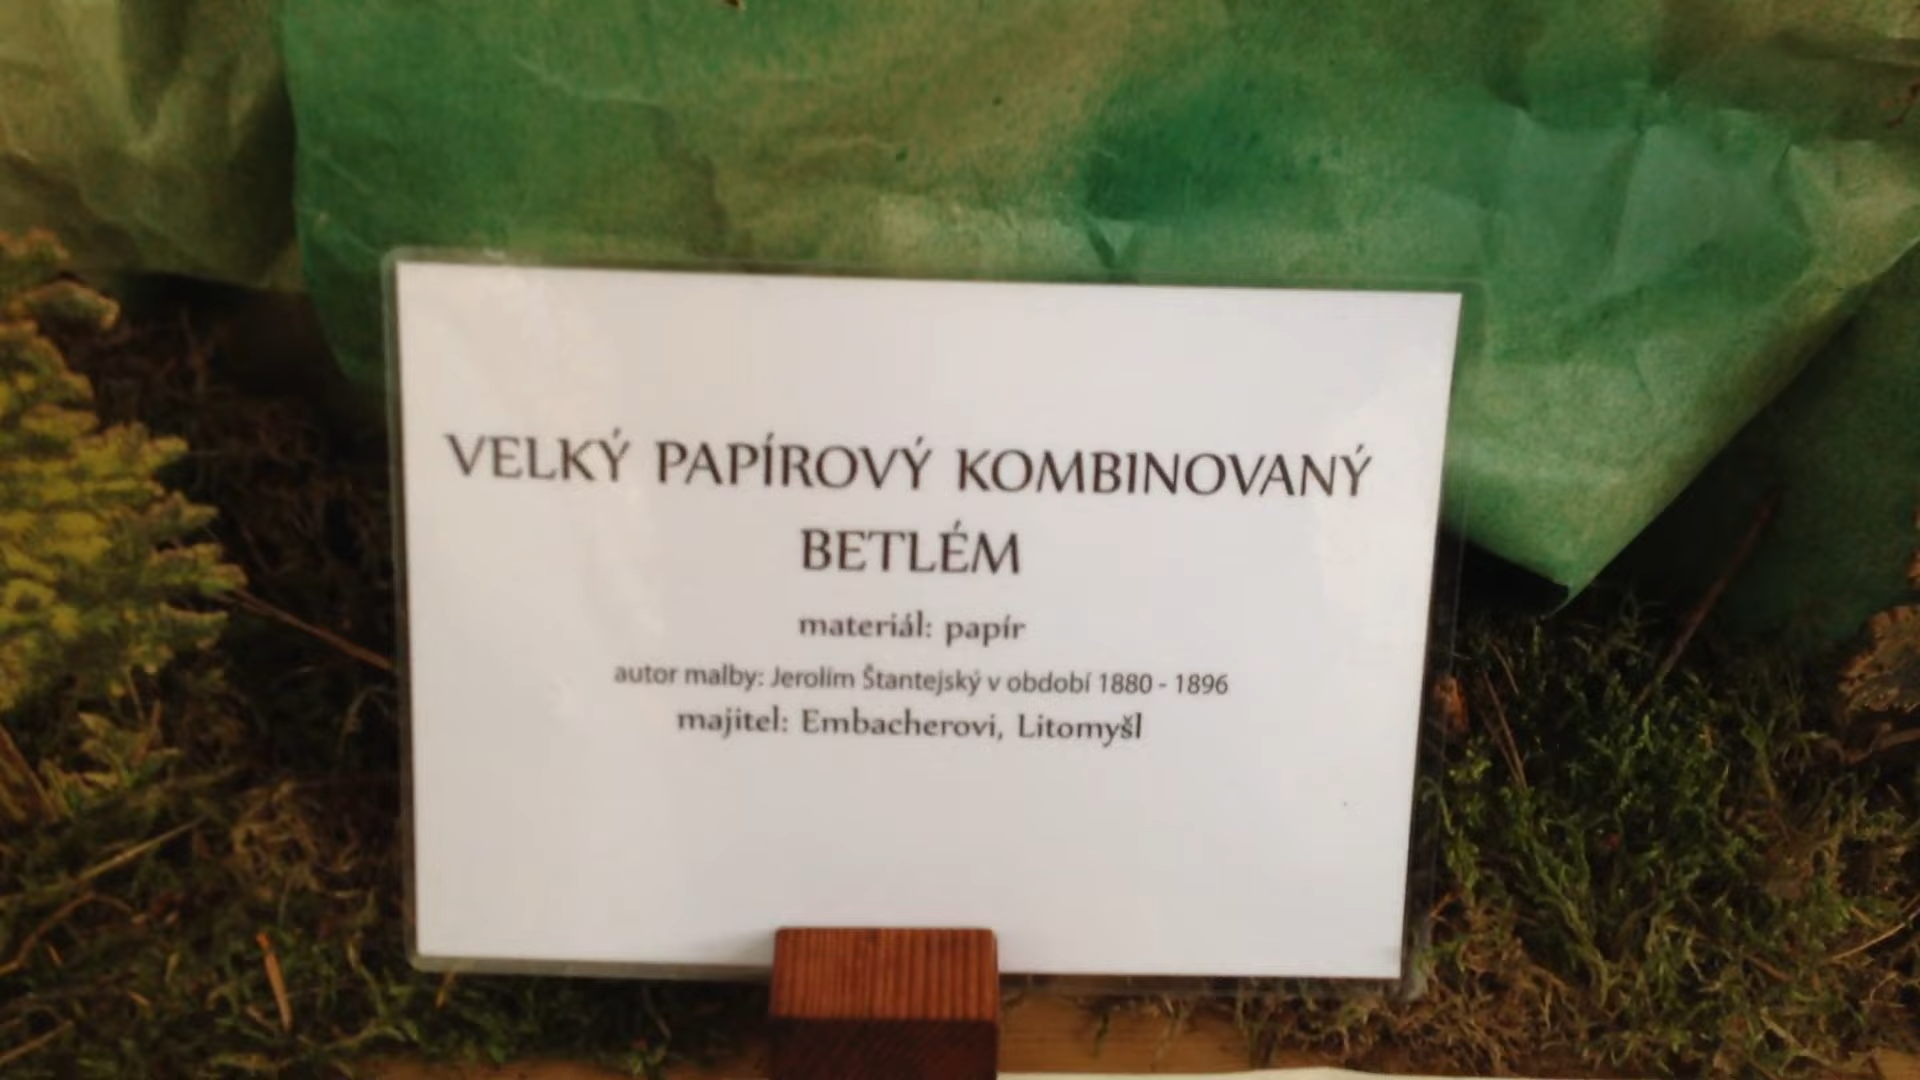 VELKÝ PAPÍROVÝ KOMBINOVANÝ
BETLÉM
materiál: papír
autor malby: Jerolím Štantejský v období 1880 - 1896
majitel: Embacherovi, Litomyšl